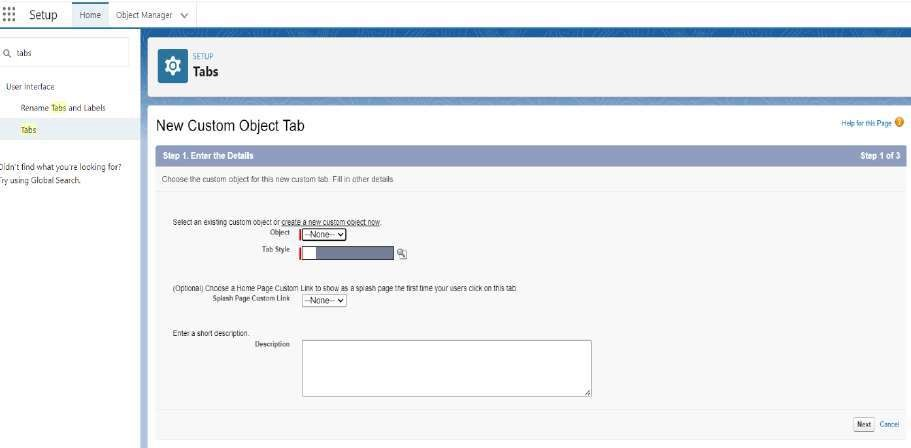 Setup Home Object Manager
tabs
User Interface
Rename Tabs and Labels
Tabs
Didn't find what you're looking for?
Try using Global Search.
SETUP
Tabs
New Custom Object Tab
Help for this Page
Step 1. Enter the Details Step 1 of 3
Choose the custom object for this new custom tab. Fill in other details
Select an existing custom object or create a new custom object now.
Object --None--
Tab Style
(Optional) Choose a Home Page Custom Link to show as a splash page the first time your users click on this tab
Splash Page Custom Link --None--
Enter a short description.
Description
Next Cancel